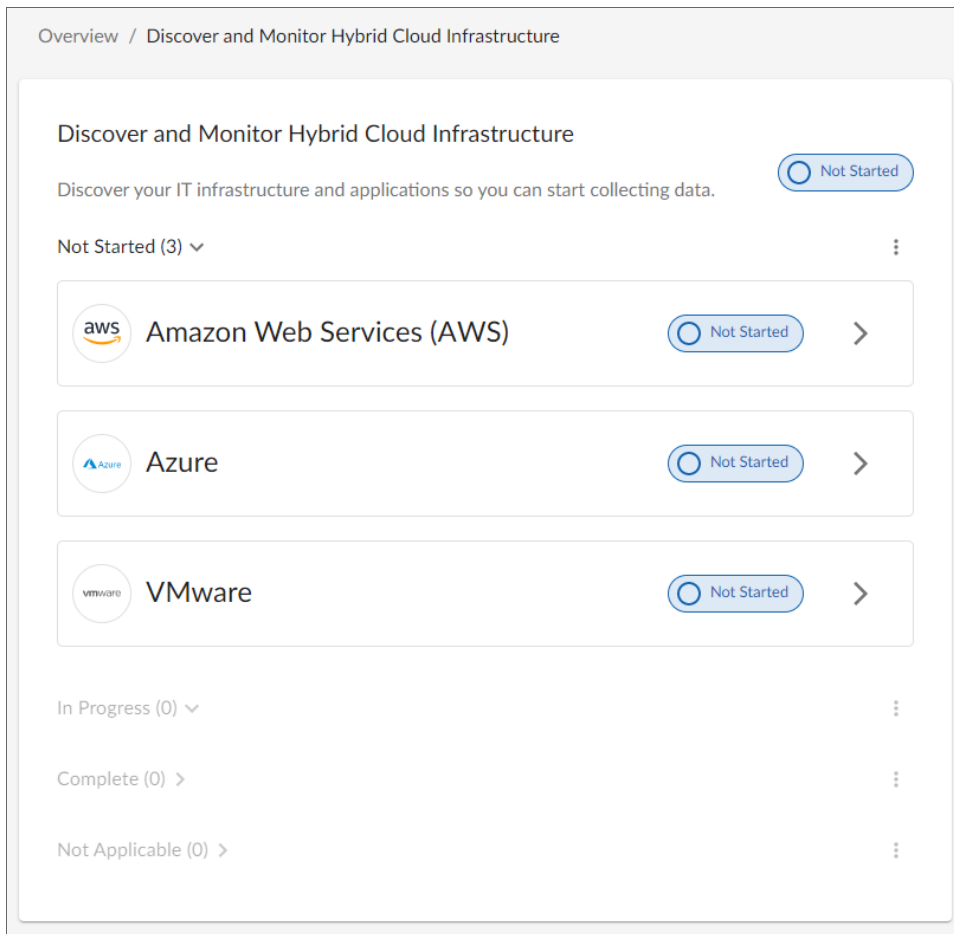 Overview / Discover and Monitor Hybrid Cloud Infrastructure
Discover and Monitor Hybrid Cloud Infrastructure
Not Started
Discover your IT infrastructure and applications so you can start collecting data.
Not Started (3)
aws Amazon Web Services (AWS) Not Started
Azure Azure Not Started
vmware VMware Not Started
In Progress (0)
Complete (0)
Not Applicable (0)